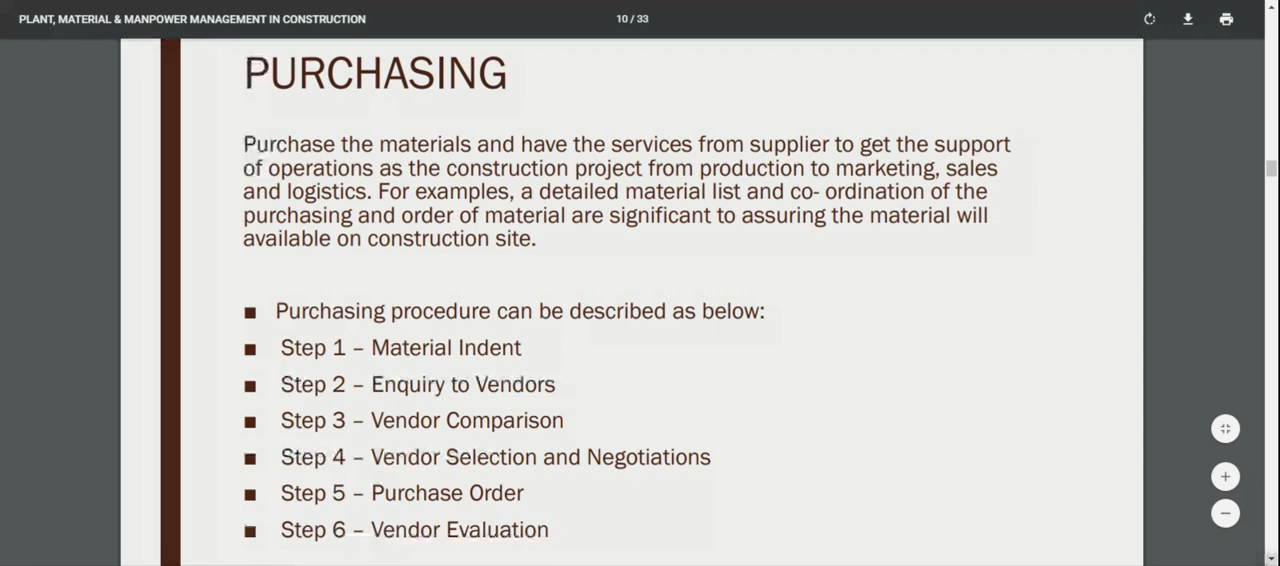 PLANT, MATERIAL & MANPOWER MANAGEMENT IN CONSTRUCTION
10 / 33
PURCHASING
Purchase the materials and have the services from supplier to get the support
of operations as the construction project from production to marketing, sales
and logistics. For examples, a detailed material list and co- ordination of the
purchasing and order of material are significant to assuring the material will
available on construction site.
■ Purchasing procedure can be described as below:
■ Step 1 – Material Indent
■ Step 2 – Enquiry to Vendors
■ Step 3 – Vendor Comparison
■ Step 4 – Vendor Selection and Negotiations
■ Step 5 – Purchase Order
■ Step 6 – Vendor Evaluation